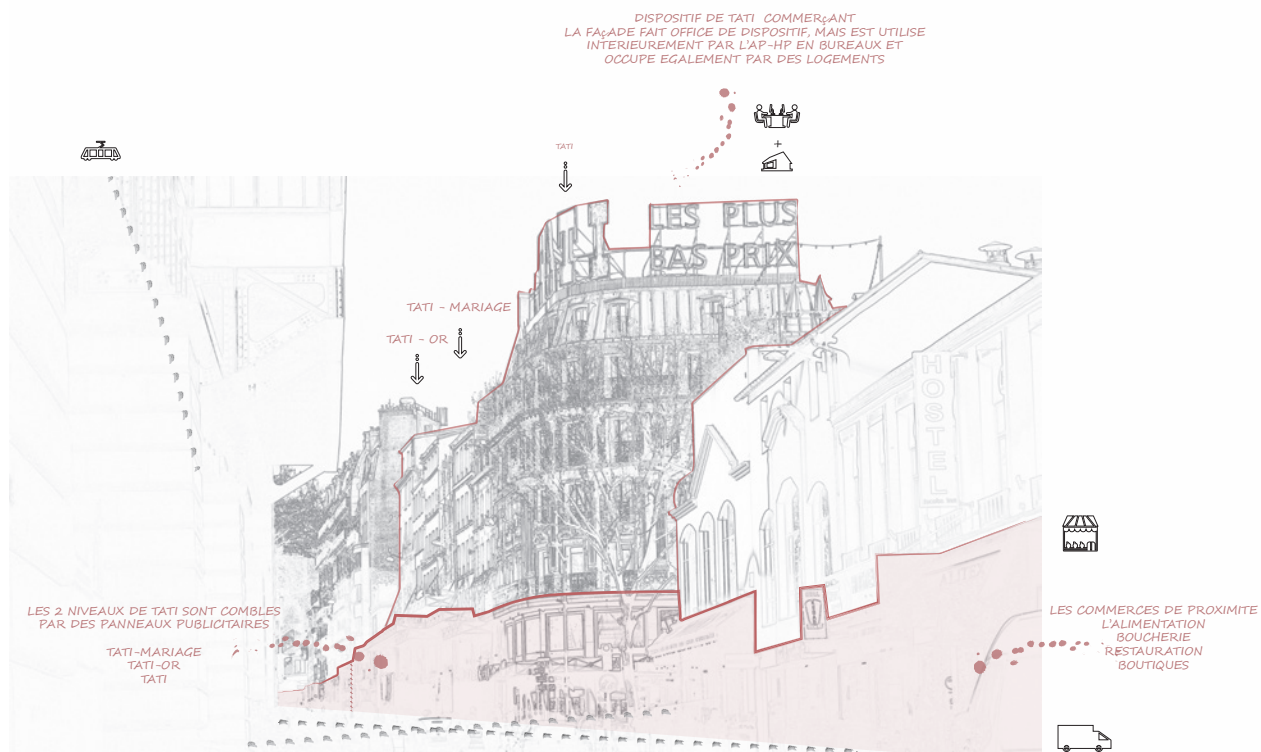 DISPOSITIF DE TATI COMMERçANT
LA FAçADE FAIT OFFICE DE DISPOSITIF, MAIS EST UTILISE
INTERIEUREMENT PAR L'AP-HP EN BUREAUX ET
OCCUPE EGALEMENT PAR DES LOGEMENTS
+
TATI
LES PLUS
BAS PRIX
TATI - MARIAGE
TATI - OR
HOSTEL
LES 2 NIVEAUX DE TATI SONT COMBLES
PAR DES PANNEAUX PUBLICITAIRES
TATI-MARIAGE
TATI-OR
TATI
LES COMMERCES DE PROXIMITE
L'ALIMENTATION
BOUCHERIE
RESTAURATION
BOUTIQUES